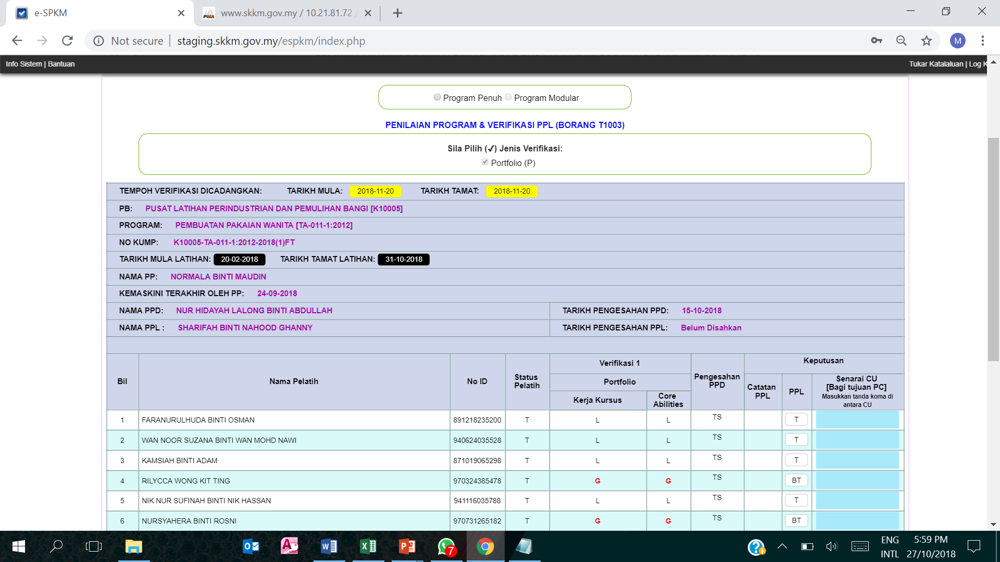 e-SPKM
www.skkm.gov.my / 10.21.81.72 /
Not secure | staging.skkm.gov.my/espkm/index.php
M
Info Sistem | Bantuan
Tukar Katalaluan | Log K
Program Penuh Program Modular
PENILAIAN PROGRAM & VERIFIKASI PPL (BORANG T1003)
Sila Pilih (✓) Jenis Verifikasi:
Portfolio (P)
TEMPOH VERIFIKASI DICADANGKAN: TARIKH MULA: 2018-11-20 TARIKH TAMAT: 2018-11-20
PB: PUSAT LATIHAN PERINDUSTRIAN DAN PEMULIHAN BANGI [K10005]
PROGRAM: PEMBUATAN PAKAIAN WANITA [TA-011-1:2012]
NO KUMP: K10005-TA-011-1:2012-2018(1)FT
TARIKH MULA LATIHAN: 20-02-2018 TARIKH TAMAT LATIHAN: 31-10-2018
NAMA PP: NORMALA BINTI MAUDIN
KEMASKINI TERAKHIR OLEH PP: 24-09-2018
NAMA PPD: NUR HIDAYAH LALONG BINTI ABDULLAH TARIKH PENGESAHAN PPD: 15-10-2018
NAMA PPL : SHARIFAH BINTI NAHOOD GHANNY TARIKH PENGESAHAN PPL: Belum Disahkan
Bil
Nama Pelatih
No ID
Status
Pelatih
Verifikasi 1
Portfolio
Kerja Kursus
Core
Abilities
Pengesahan
PPD
Keputusan
Catatan
PPL
PPL
Senarai CU
[Bagi tujuan PC]
Masukkan tanda koma di
antara CU
1 FARANURULHUDA BINTI OSMAN 891218235200 T L L TS T
2 WAN NOOR SUZANA BINTI WAN MOHD NAWI 940624035528 T L L TS T
3 KAMSIAH BINTI ADAM 871019065298 T L L TS T
4 RILYCCA WONG KIT TING 970324385478 T G G TS BT
5 NIK NUR SUFINAH BINTI NIK HASSAN 941116035788 T L L TS T
6 NURSYAHERA BINTI ROSNI 970731265182 T G G TS BT
7
ENG
INTL
5:59 PM
27/10/2018